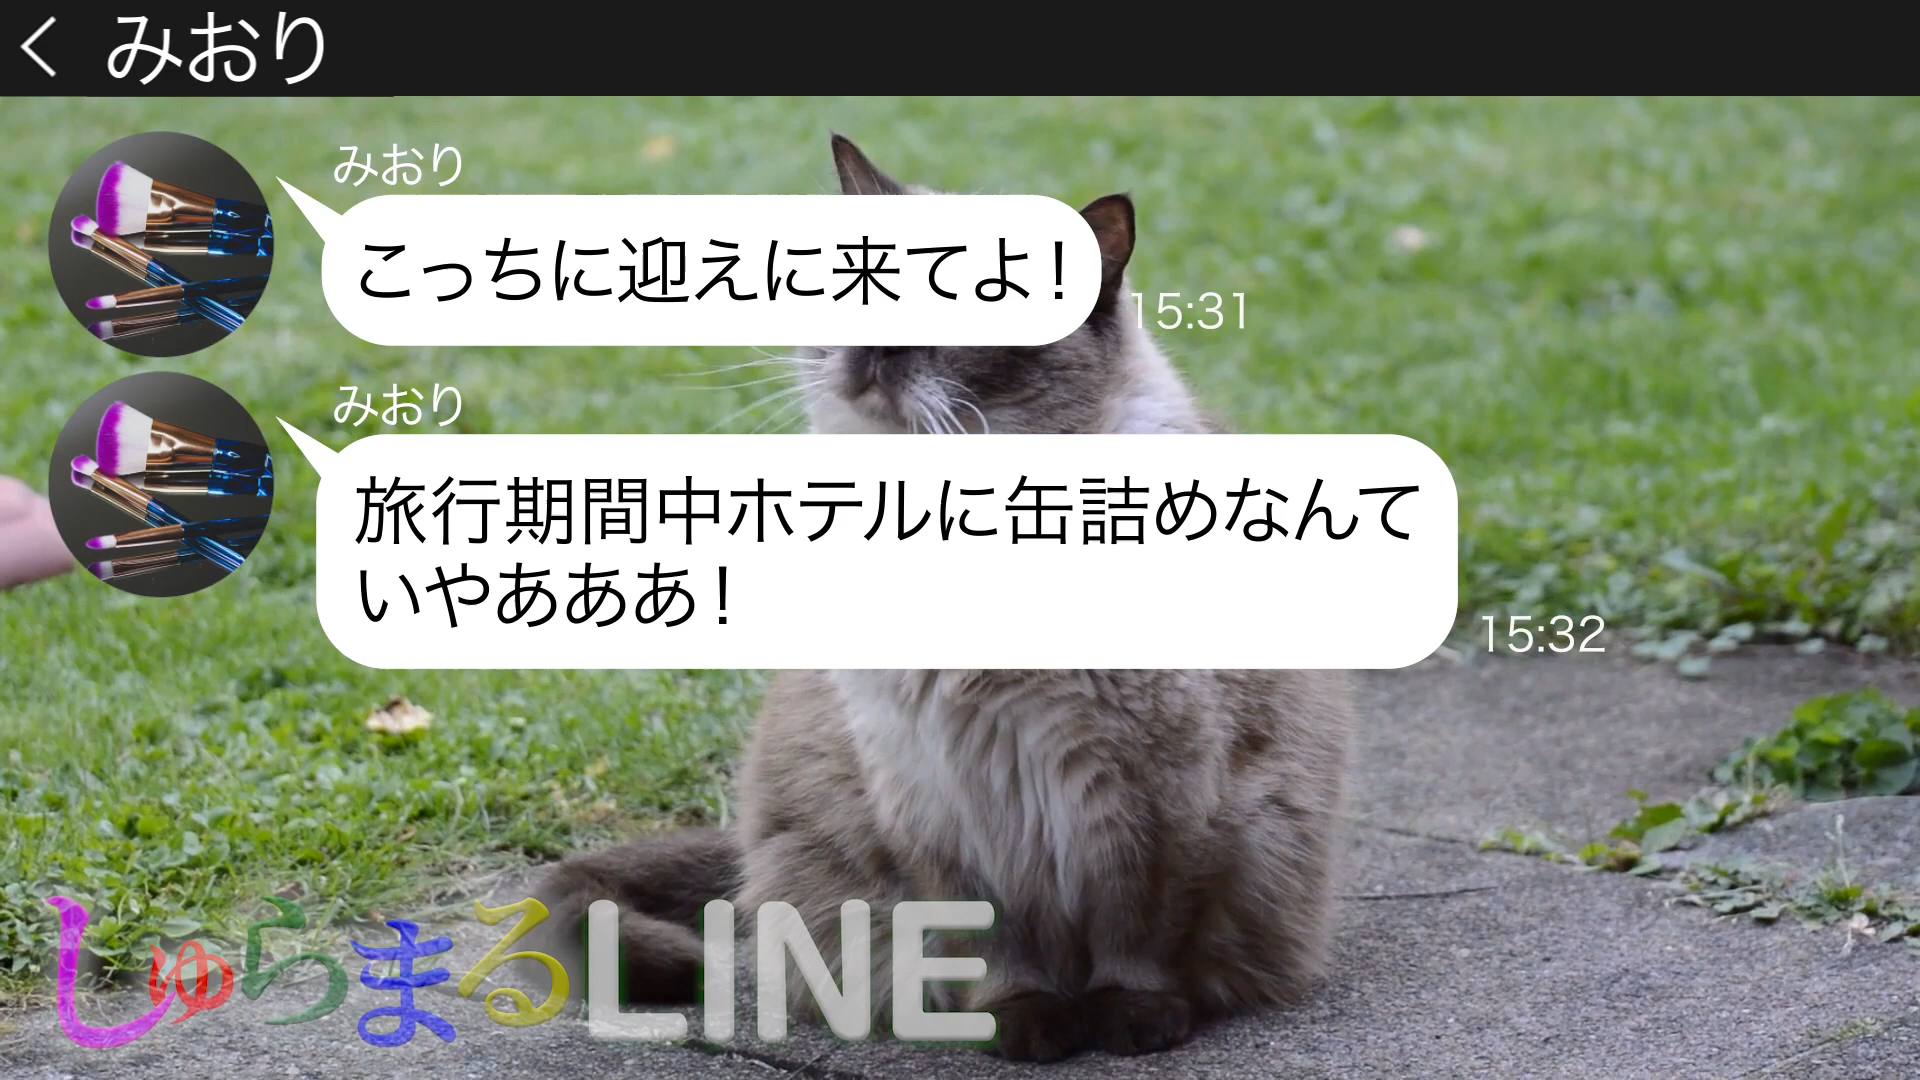 みおり
みおり
こっちに迎えに来てよ！
15:31
みおり
旅行期間中ホテルに缶詰めなんて
いやあああ！
15:32
しゅらまるLINE